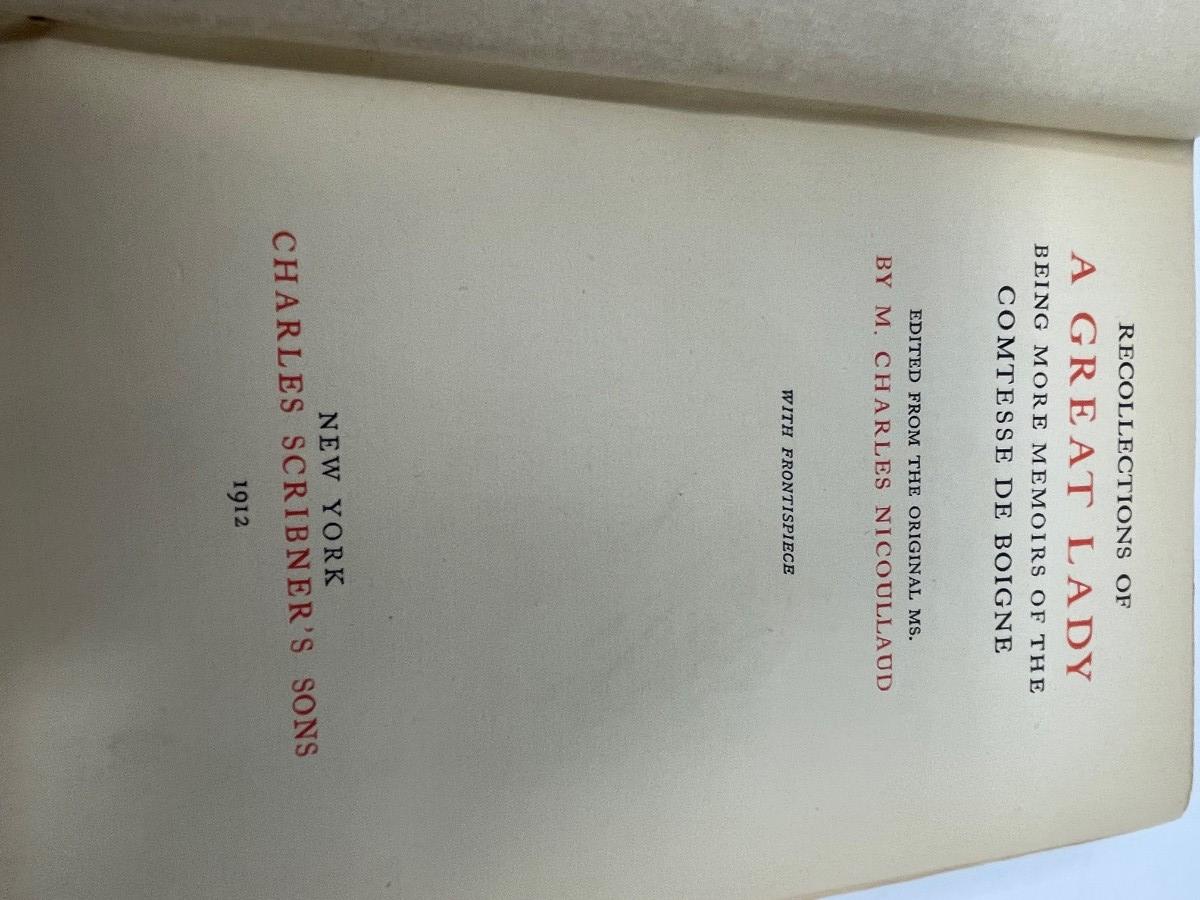 RECOLLECTIONS OF
A GREAT LADY
BEING MORE MEMOIRS OF THE
COMTESSE DE BOIGNE
EDITED FROM THE ORIGINAL MS.
BY M. CHARLES NICOULLAUD
WITH FRONTISPIECE
NEW YORK
CHARLES SCRIBNER'S SONS
1912